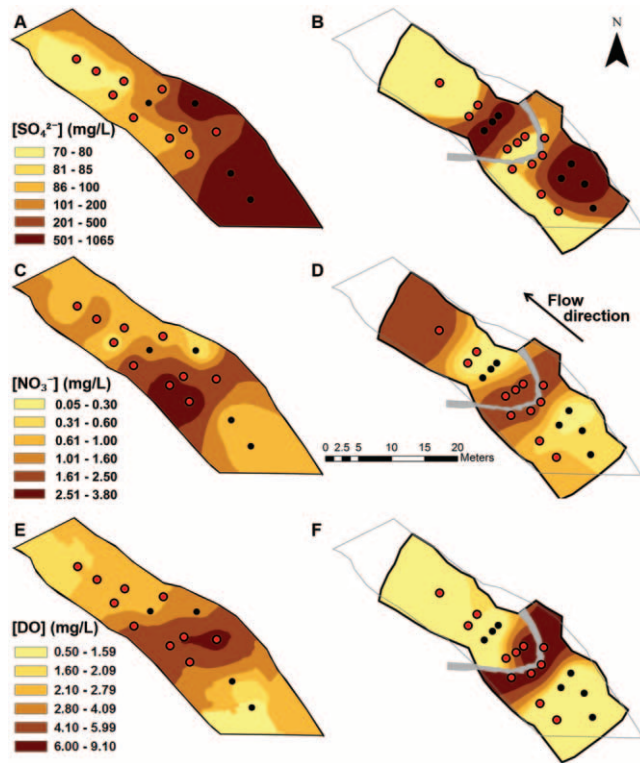 A
B
N
[SO₄²⁻] (mg/L)
70 - 80
81 - 85
86 - 100
101 - 200
201 - 500
501 - 1065
C
D
Flow
direction
[NO₃⁻] (mg/L)
0.05 - 0.30
0.31 - 0.60
0.61 - 1.00
1.01 - 1.60
1.61 - 2.50
2.51 - 3.80
0 2.5 5 10 15 20
Meters
E
F
[DO] (mg/L)
0.50 - 1.59
1.60 - 2.09
2.10 - 2.79
2.80 - 4.09
4.10 - 5.99
6.00 - 9.10